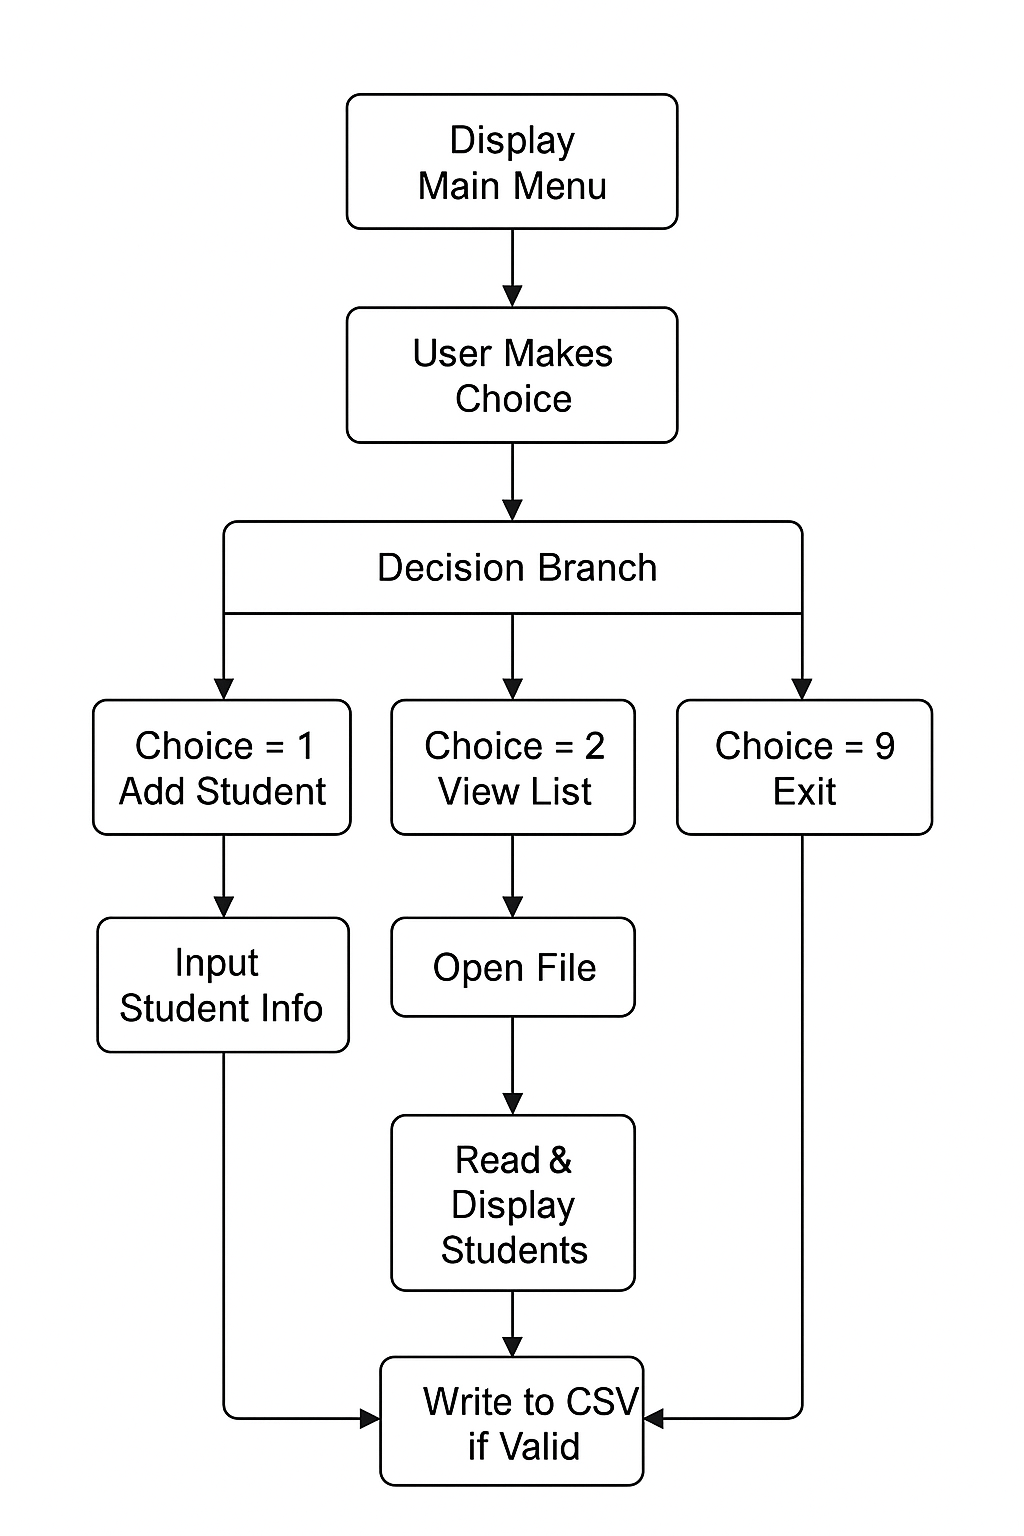 Display
Main Menu
User Makes
Choice
Decision Branch
Choice = 1
Add Student
Choice = 2
View List
Choice = 9
Exit
Input
Student Info
Open File
Read &
Display
Students
Write to CSV
if Valid